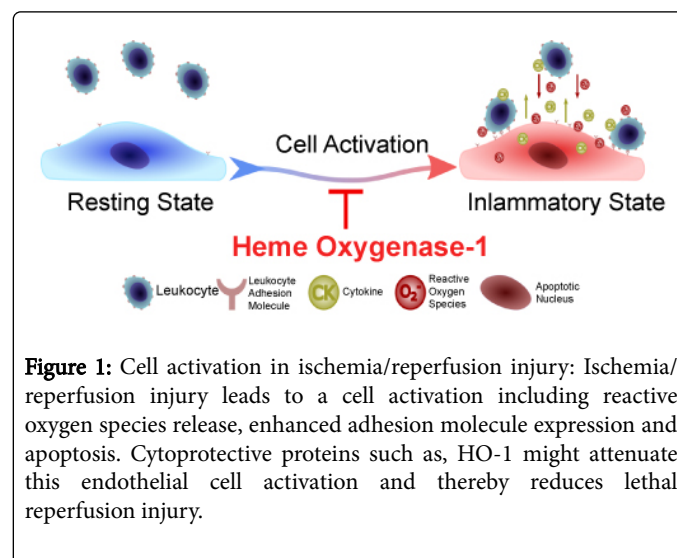 Cell Activation
Resting State
Inlammatory State
Heme Oxygenase-1
Leukocyte
Leukocyte
Adhesion
Molecule
CK
Cytokine
O₂⁻
Reactive
Oxygen
Species
Apoptotic
Nucleus
Figure 1: Cell activation in ischemia/reperfusion injury: Ischemia/
reperfusion injury leads to a cell activation including reactive
oxygen species release, enhanced adhesion molecule expression and
apoptosis. Cytoprotective proteins such as, HO-1 might attenuate
this endothelial cell activation and thereby reduces lethal
reperfusion injury.